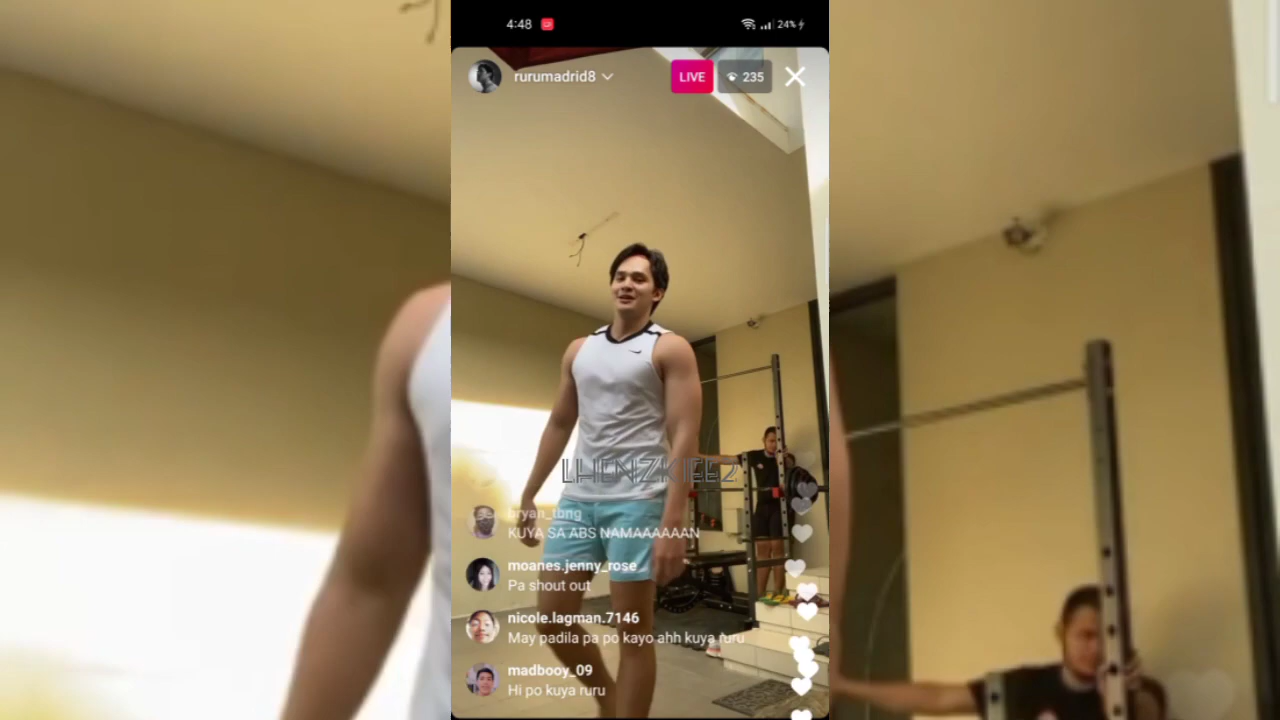 4:48
24%
rurumadrid8
LIVE
235
LHENZKIEE2
bryan_tbng
KUYA SA ABS NAMAAAAAAN
moanes.jenny_rose
Pa shout out
nicole.lagman.7146
May padila pa po kayo ahh kuya ruru
madbooy_09
Hi po kuya ruru